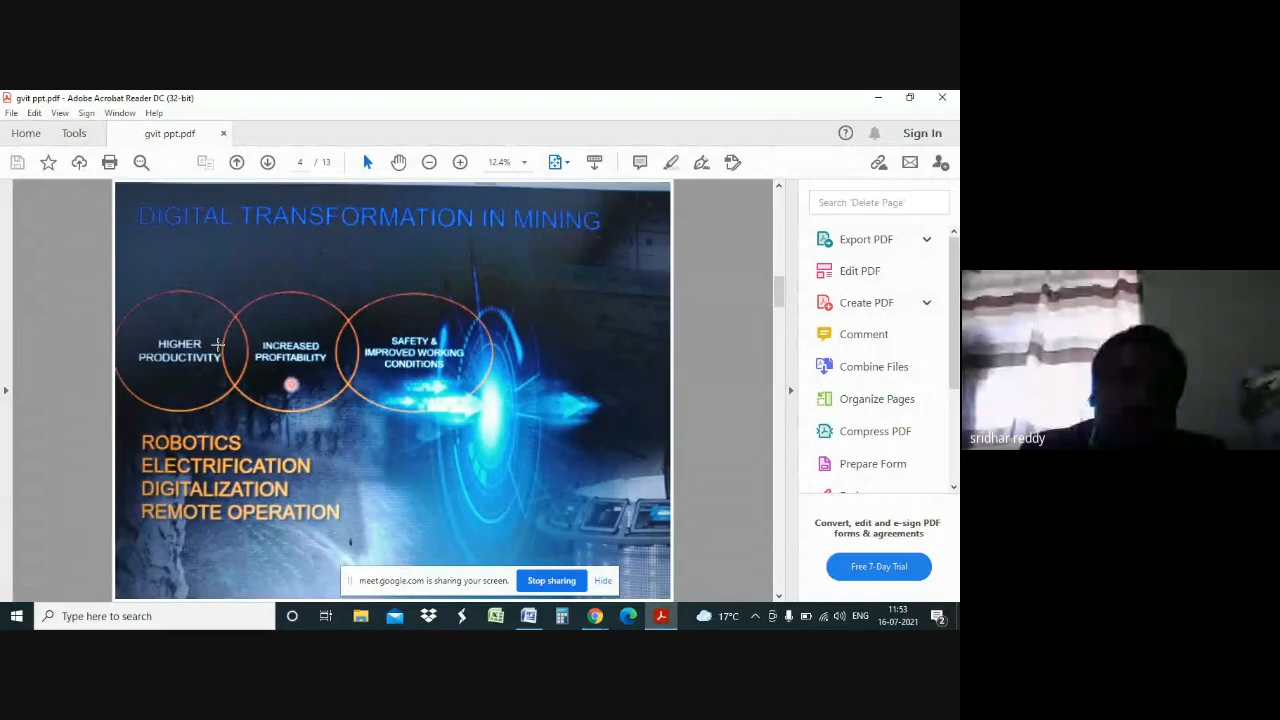 gvit ppt.pdf - Adobe Acrobat Reader DC (32-bit)
File Edit View Sign Window Help
Home Tools gvit ppt.pdf × Sign In
4 / 13 12.4%
DIGITAL TRANSFORMATION IN MINING
HIGHER
PRODUCTIVITY
INCREASED
PROFITABILITY
SAFETY &
IMPROVED WORKING
CONDITIONS
ROBOTICS
ELECTRIFICATION
DIGITALIZATION
REMOTE OPERATION
Search 'Delete Page'
Export PDF
Edit PDF
Create PDF
Comment
Combine Files
Organize Pages
Compress PDF
Prepare Form
Convert, edit and e-sign PDF
forms & agreements
Free 7-Day Trial
sridhar reddy
meet.google.com is sharing your screen. Stop sharing Hide
Type here to search
17°C ENG 11:53
16-07-2021
2